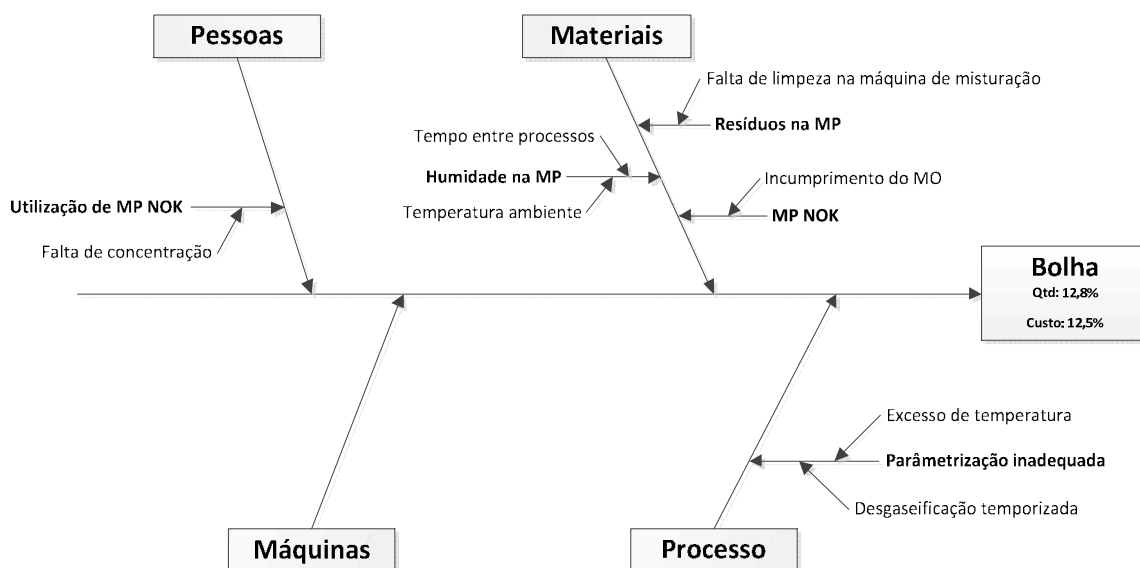 Pessoas
Materiais
Falta de limpeza na máquina de misturação
Resíduos na MP
Tempo entre processos
Humidade na MP
Temperatura ambiente
Incumprimento do MO
MP NOK
Utilização de MP NOK
Falta de concentração
Bolha
Qtd: 12,8%
Custo: 12,5%
Excesso de temperatura
Parâmetrização inadequada
Desgaseificação temporizada
Máquinas
Processo